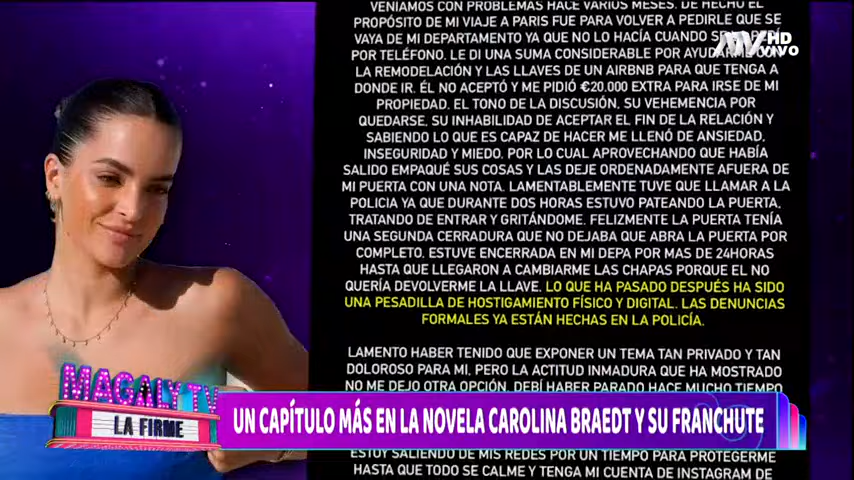 VENÍAMOS CON PROBLEMAS HACE VARIOS MESES. DE HECHO EL
PROPÓSITO DE MI VIAJE A PARIS FUE PARA VOLVER A PEDIRLE QUE SE
VAYA DE MI DEPARTAMENTO YA QUE NO LO HACÍA CUANDO SE
POR TELÉFONO. LE DI UNA SUMA CONSIDERABLE POR
LA REMODELACIÓN Y LAS LLAVES DE UN AIRBNB PARA QUE TENGA A
DONDE IR. ÉL NO ACEPTÓ Y ME PIDIÓ €20.000 EXTRA PARA IRSE DE MI
PROPIEDAD. EL TONO DE LA DISCUSIÓN, SU VEHEMENCIA POR
QUEDARSE, SU INHABILIDAD DE ACEPTAR EL FIN DE LA RELACIÓN Y
SABIENDO LO QUE ES CAPAZ DE HACER ME LLENÓ DE ANSIEDAD,
INSEGURIDAD Y MIEDO. POR LO CUAL APROVECHANDO QUE HABÍA
SALIDO EMPAQUÉ SUS COSAS Y LAS DEJE ORDENADAMENTE AFUERA DE
MI PUERTA CON UNA NOTA. LAMENTABLEMENTE TUVE QUE LLAMAR A LA
POLICIA YA QUE DURANTE DOS HORAS ESTUVO PATEANDO LA PUERTA,
TRATANDO DE ENTRAR Y GRITÁNDOME. FELIZMENTE LA PUERTA TENÍA
UNA SEGUNDA CERRADURA QUE NO DEJABA QUE ABRA LA PUERTA POR
COMPLETO. ESTUVE ENCERRADA EN MI DEPA POR MAS DE 24HORAS
HASTA QUE LLEGARON A CAMBIARME LAS CHAPAS PORQUE EL NO
QUERÍA DEVOLVERME LA LLAVE. LO QUE HA PASADO DESPUÉS HA SIDO
UNA PESADILLA DE HOSTIGAMIENTO FÍSICO Y DIGITAL. LAS DENUNCIAS
FORMALES YA ESTÁN HECHAS EN LA POLICÍA.
LAMENTO HABER TENIDO QUE EXPONER UN TEMA TAN PRIVADO Y TAN
DOLOROSO PARA MI, PERO LA ACTITUD INMADURA QUE HA MOSTRADO
NO ME DEJO OTRA OPCIÓN. DEBÍ HABER PARADO HACE MUCHO TIEMPO
ESTOY SALIENDO DE MIS REDES POR UN TIEMPO PARA PROTEGERME
HASTA QUE TODO SE CALME Y TENGA MI CUENTA DE INSTAGRAM DE
ATV HD
VIVO
MAGALY TV
LA FIRME
UN CAPÍTULO MÁS EN LA NOVELA CAROLINA BRAEDT Y SU FRANCHUTE